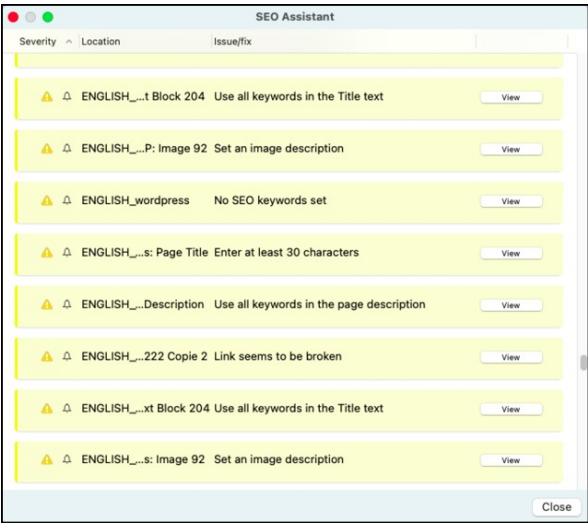 SEO Assistant
Severity Location Issue/fix
ENGLISH_...t Block 204 Use all keywords in the Title text View
ENGLISH_...P: Image 92 Set an image description View
ENGLISH_wordpress No SEO keywords set View
ENGLISH_...s: Page Title Enter at least 30 characters View
ENGLISH_...Description Use all keywords in the page description View
ENGLISH_...222 Copie 2 Link seems to be broken View
ENGLISH_...xt Block 204 Use all keywords in the Title text View
ENGLISH_...s: Image 92 Set an image description View
Close